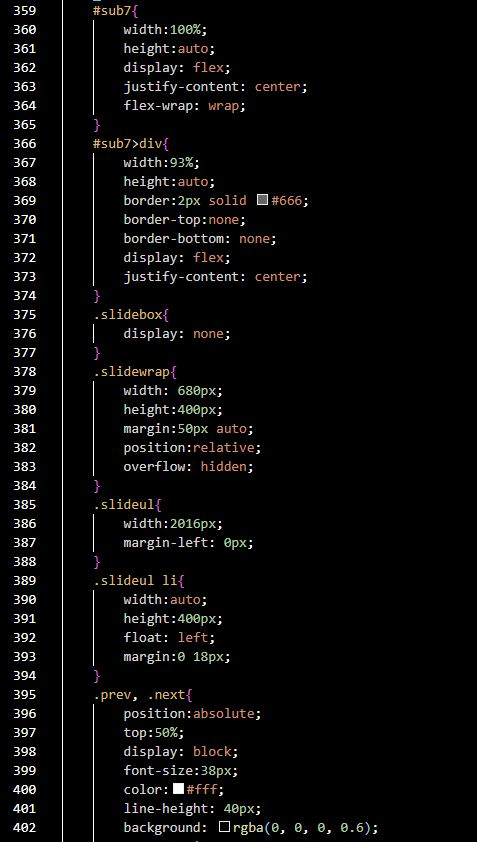 359 #sub7{
360 width:100%;
361 height:auto;
362 display: flex;
363 justify-content: center;
364 flex-wrap: wrap;
365 }
366 #sub7>div{
367 width:93%;
368 height:auto;
369 border:2px solid #666;
370 border-top:none;
371 border-bottom: none;
372 display: flex;
373 justify-content: center;
374 }
375 .slidebox{
376 display: none;
377 }
378 .slidewrap{
379 width: 680px;
380 height:400px;
381 margin:50px auto;
382 position:relative;
383 overflow: hidden;
384 }
385 .slideul{
386 width:2016px;
387 margin-left: 0px;
388 }
389 .slideul li{
390 width:auto;
391 height:400px;
392 float: left;
393 margin:0 18px;
394 }
395 .prev, .next{
396 position:absolute;
397 top:50%;
398 display: block;
399 font-size:38px;
400 color:#fff;
401 line-height: 40px;
402 background: rgba(0, 0, 0, 0.6);